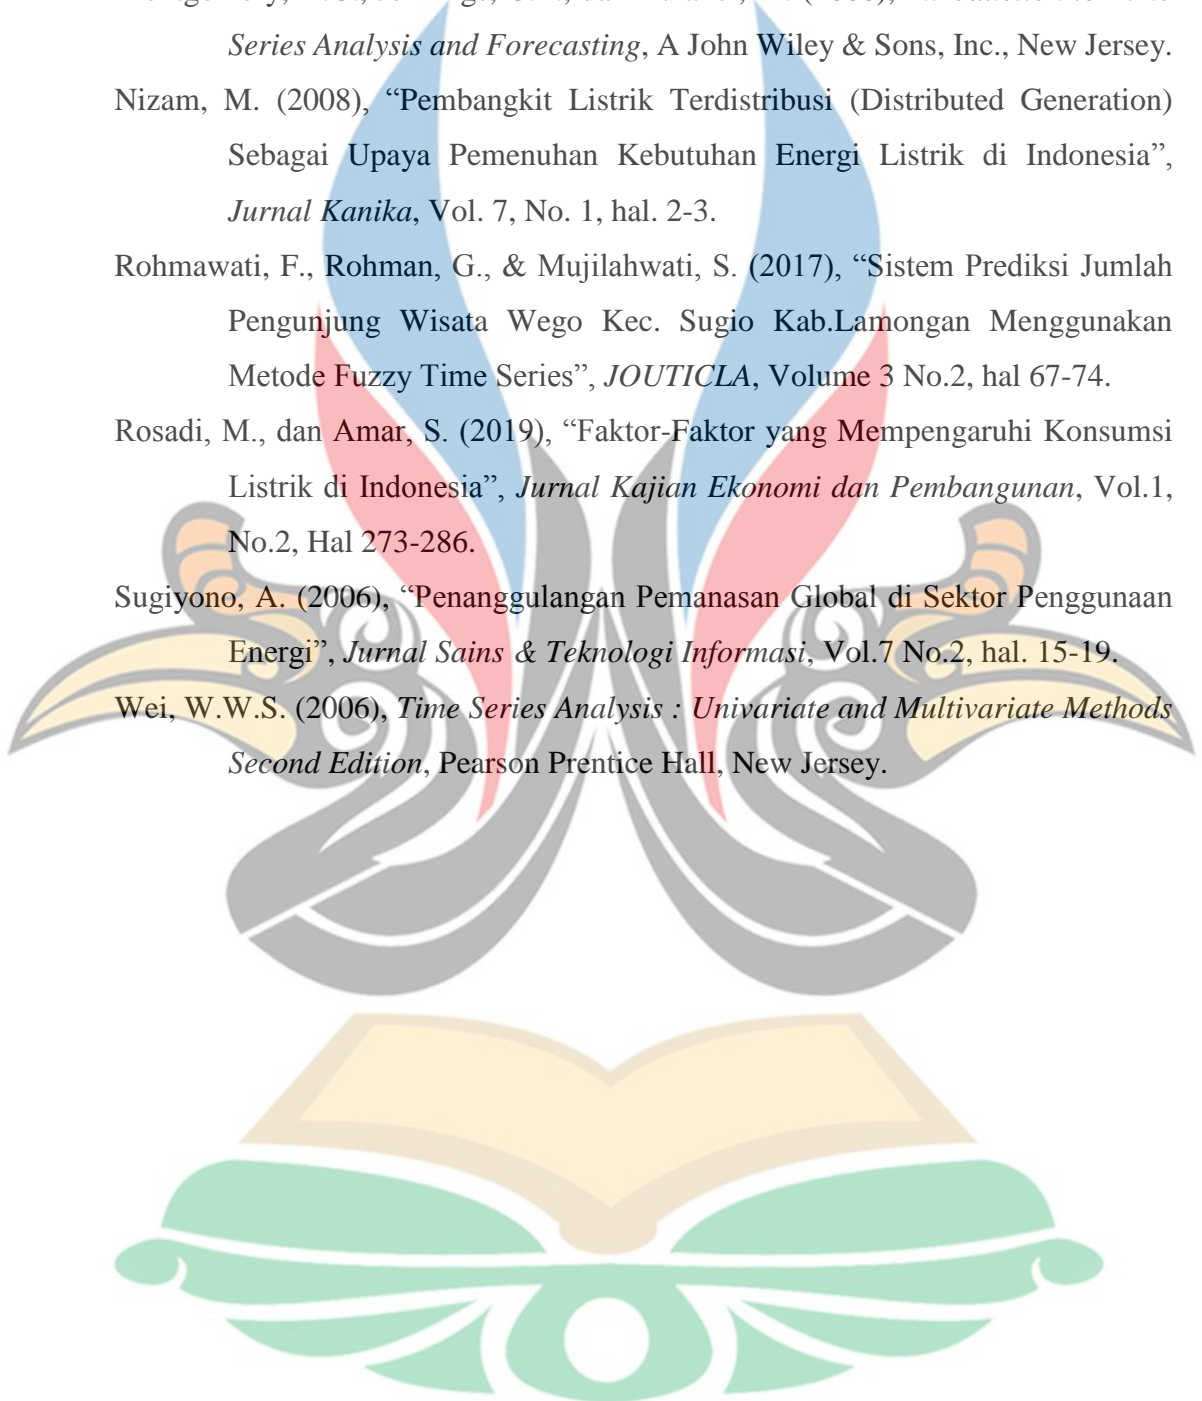 Series Analysis and Forecasting, A John Wiley & Sons, Inc., New Jersey.
Nizam, M. (2008), “Pembangkit Listrik Terdistribusi (Distributed Generation)
Sebagai Upaya Pemenuhan Kebutuhan Energi Listrik di Indonesia”,
Jurnal Kanika, Vol. 7, No. 1, hal. 2-3.
Rohmawati, F., Rohman, G., & Mujilahwati, S. (2017), “Sistem Prediksi Jumlah
Pengunjung Wisata Wego Kec. Sugio Kab.Lamongan Menggunakan
Metode Fuzzy Time Series”, JOUTICLA, Volume 3 No.2, hal 67-74.
Rosadi, M., dan Amar, S. (2019), “Faktor-Faktor yang Mempengaruhi Konsumsi
Listrik di Indonesia”, Jurnal Kajian Ekonomi dan Pembangunan, Vol.1,
No.2, Hal 273-286.
Sugiyono, A. (2006), “Penanggulangan Pemanasan Global di Sektor Penggunaan
Energi”, Jurnal Sains & Teknologi Informasi, Vol.7 No.2, hal. 15-19.
Wei, W.W.S. (2006), Time Series Analysis : Univariate and Multivariate Methods
Second Edition, Pearson Prentice Hall, New Jersey.